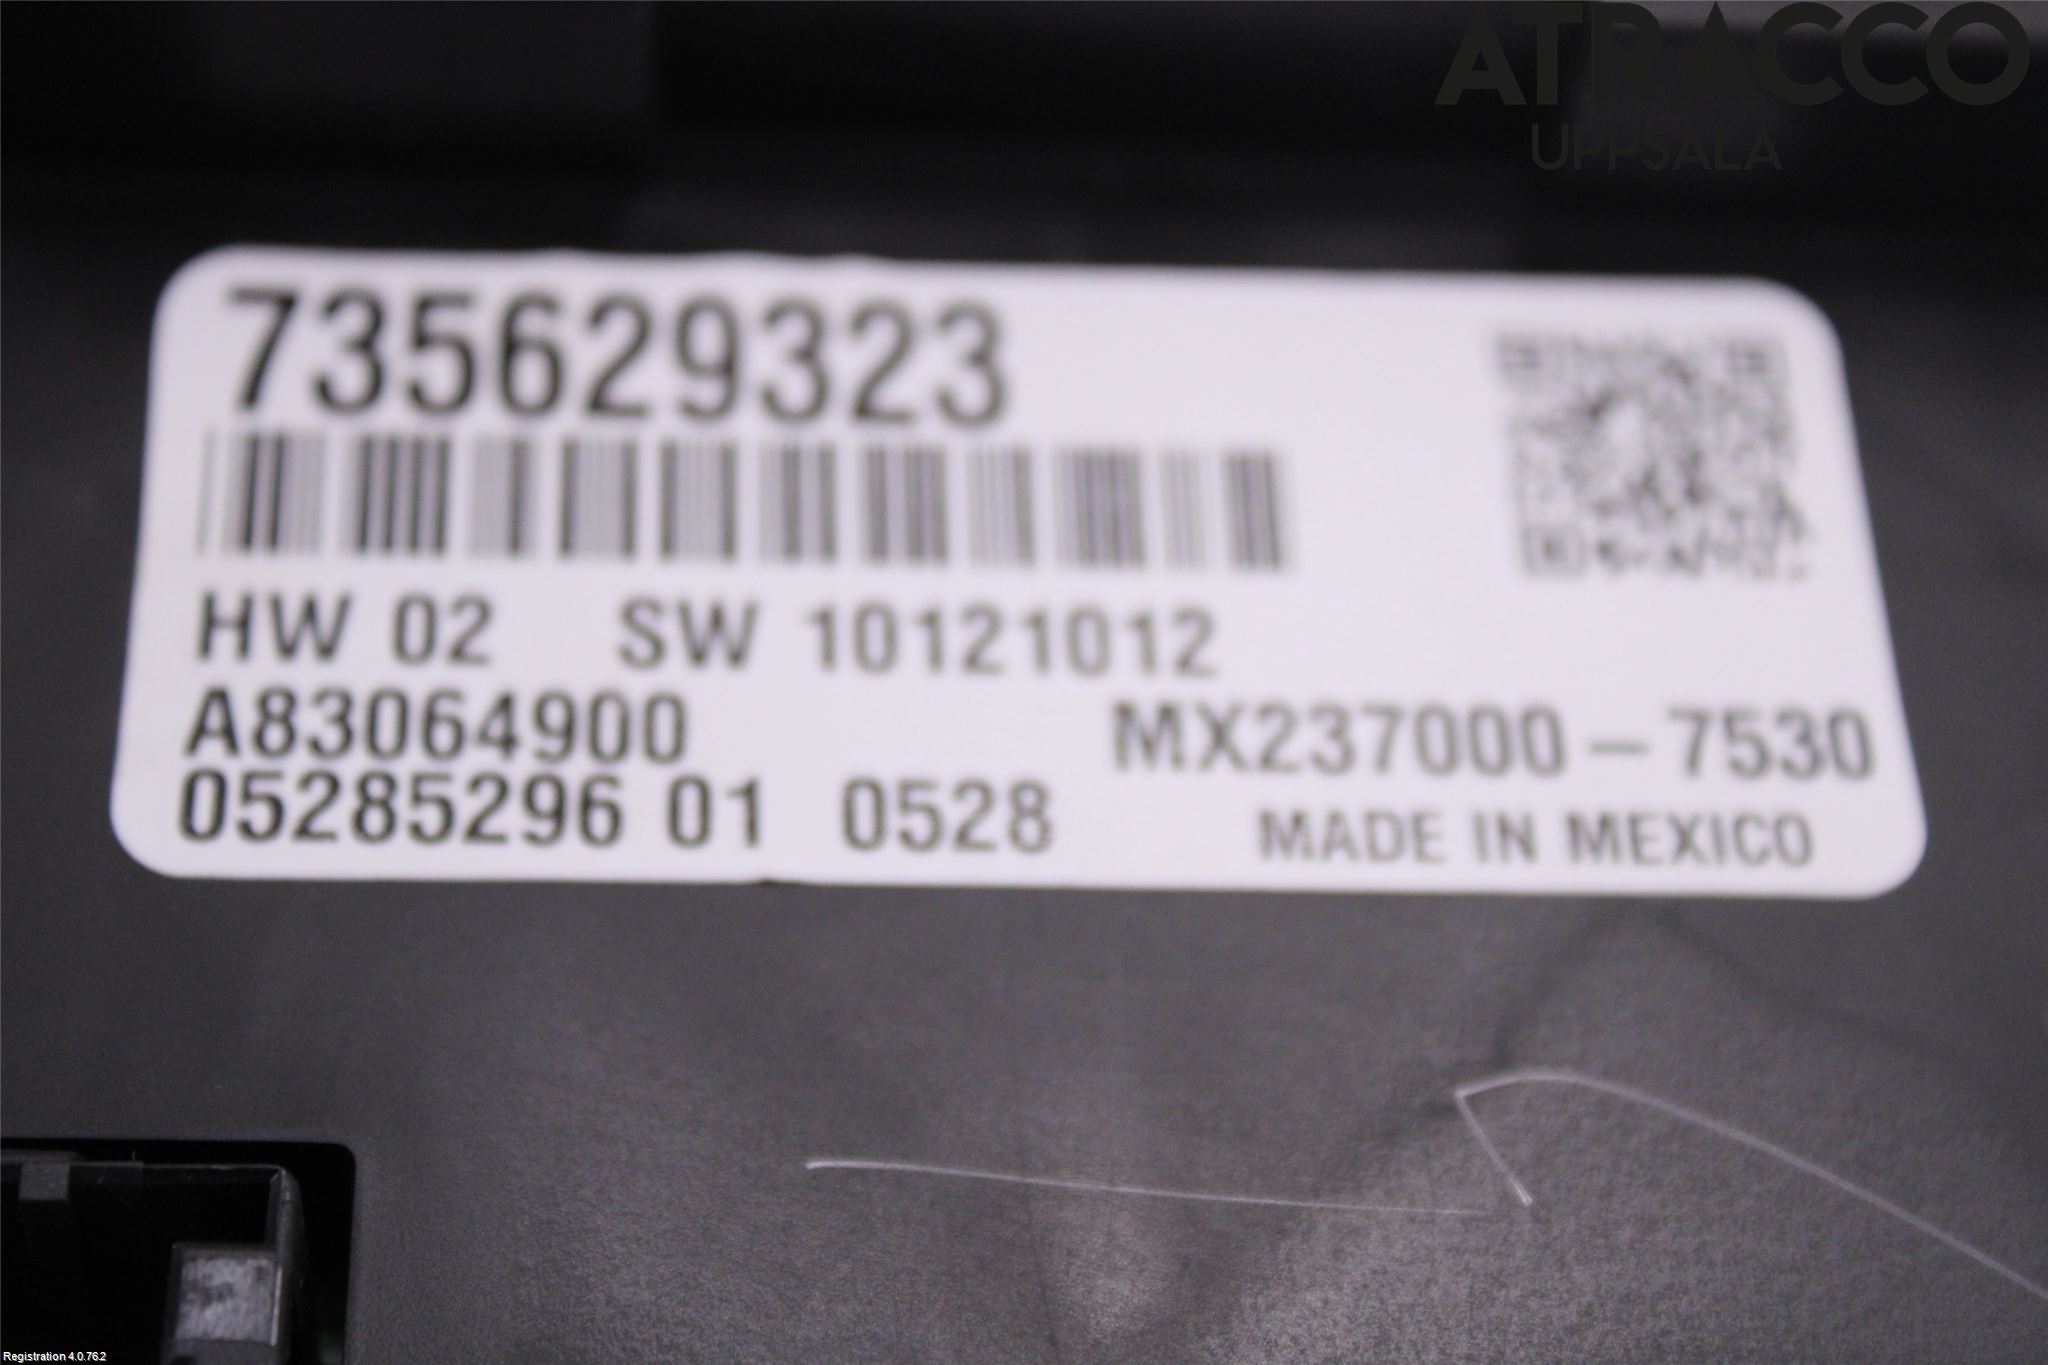 ATRACCO
UPPSALA
735629323
HW 02 SW 10121012
A83064900 MX237000-7530
05285296 01 0528 MADE IN MEXICO
Registration 4.0.76.2